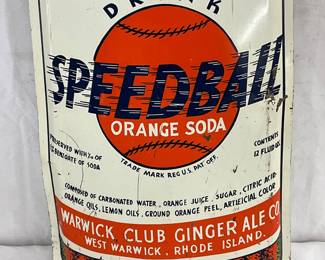 DRINK
SPEEDBALL
ORANGE SODA
TRADE MARK REG U.S. PAT OFF.
PRESERVED WITH 1/20 OF
1% BENZOATE OF SODA
CONTENTS
12 FLUID OZ.
COMPOSED OF CARBONATED WATER, ORANGE JUICE, SUGAR, CITRIC ACID,
ORANGE OILS, LEMON OILS, GROUND ORANGE PEEL, ARTIFICIAL COLOR
WARWICK CLUB GINGER ALE CO.
WEST WARWICK, RHODE ISLAND.